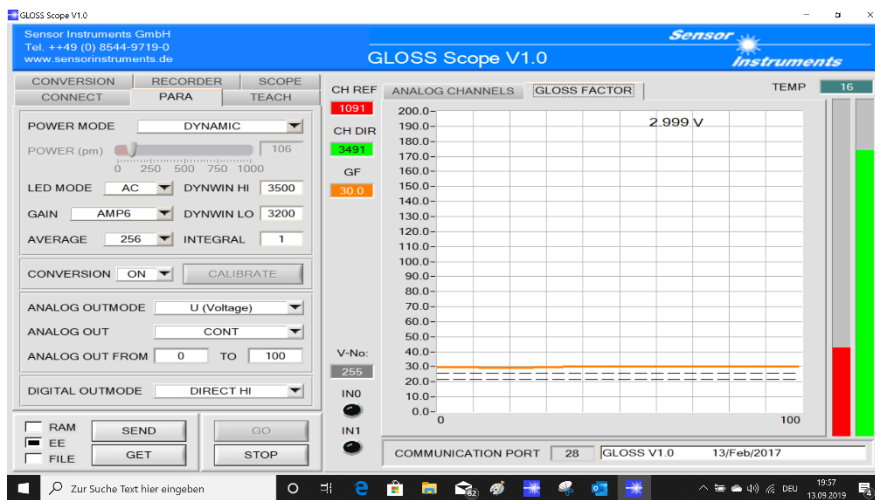 GLOSS Scope V1.0
Sensor Instruments GmbH
Tel. ++49 (0) 8544-9719-0
www.sensorinstruments.de
GLOSS Scope V1.0
Sensor
Instruments
CONVERSION RECORDER SCOPE
CONNECT PARA TEACH
POWER MODE DYNAMIC
POWER (pm) 106
0 250 500 750 1000
LED MODE AC DYNWIN HI 3500
GAIN AMP6 DYNWIN LO 3200
AVERAGE 256 INTEGRAL 1
CONVERSION ON CALIBRATE
ANALOG OUTMODE U (Voltage)
ANALOG OUT CONT
ANALOG OUT FROM 0 TO 100
DIGITAL OUTMODE DIRECT HI
RAM
EE
FILE
SEND GO
GET STOP
CH REF
1091
CH DIR
3491
GF
30.0
V-No:
255
IN0
IN1
ANALOG CHANNELS GLOSS FACTOR TEMP 16
2.999 V
200.0
190.0
180.0
170.0
160.0
150.0
140.0
130.0
120.0
110.0
100.0
90.0
80.0
70.0
60.0
50.0
40.0
30.0
20.0
10.0
0.0
0 100
COMMUNICATION PORT 28 GLOSS V1.0 13/Feb/2017
Zur Suche Text hier eingeben
62
DEU
19:57
13.09.2019